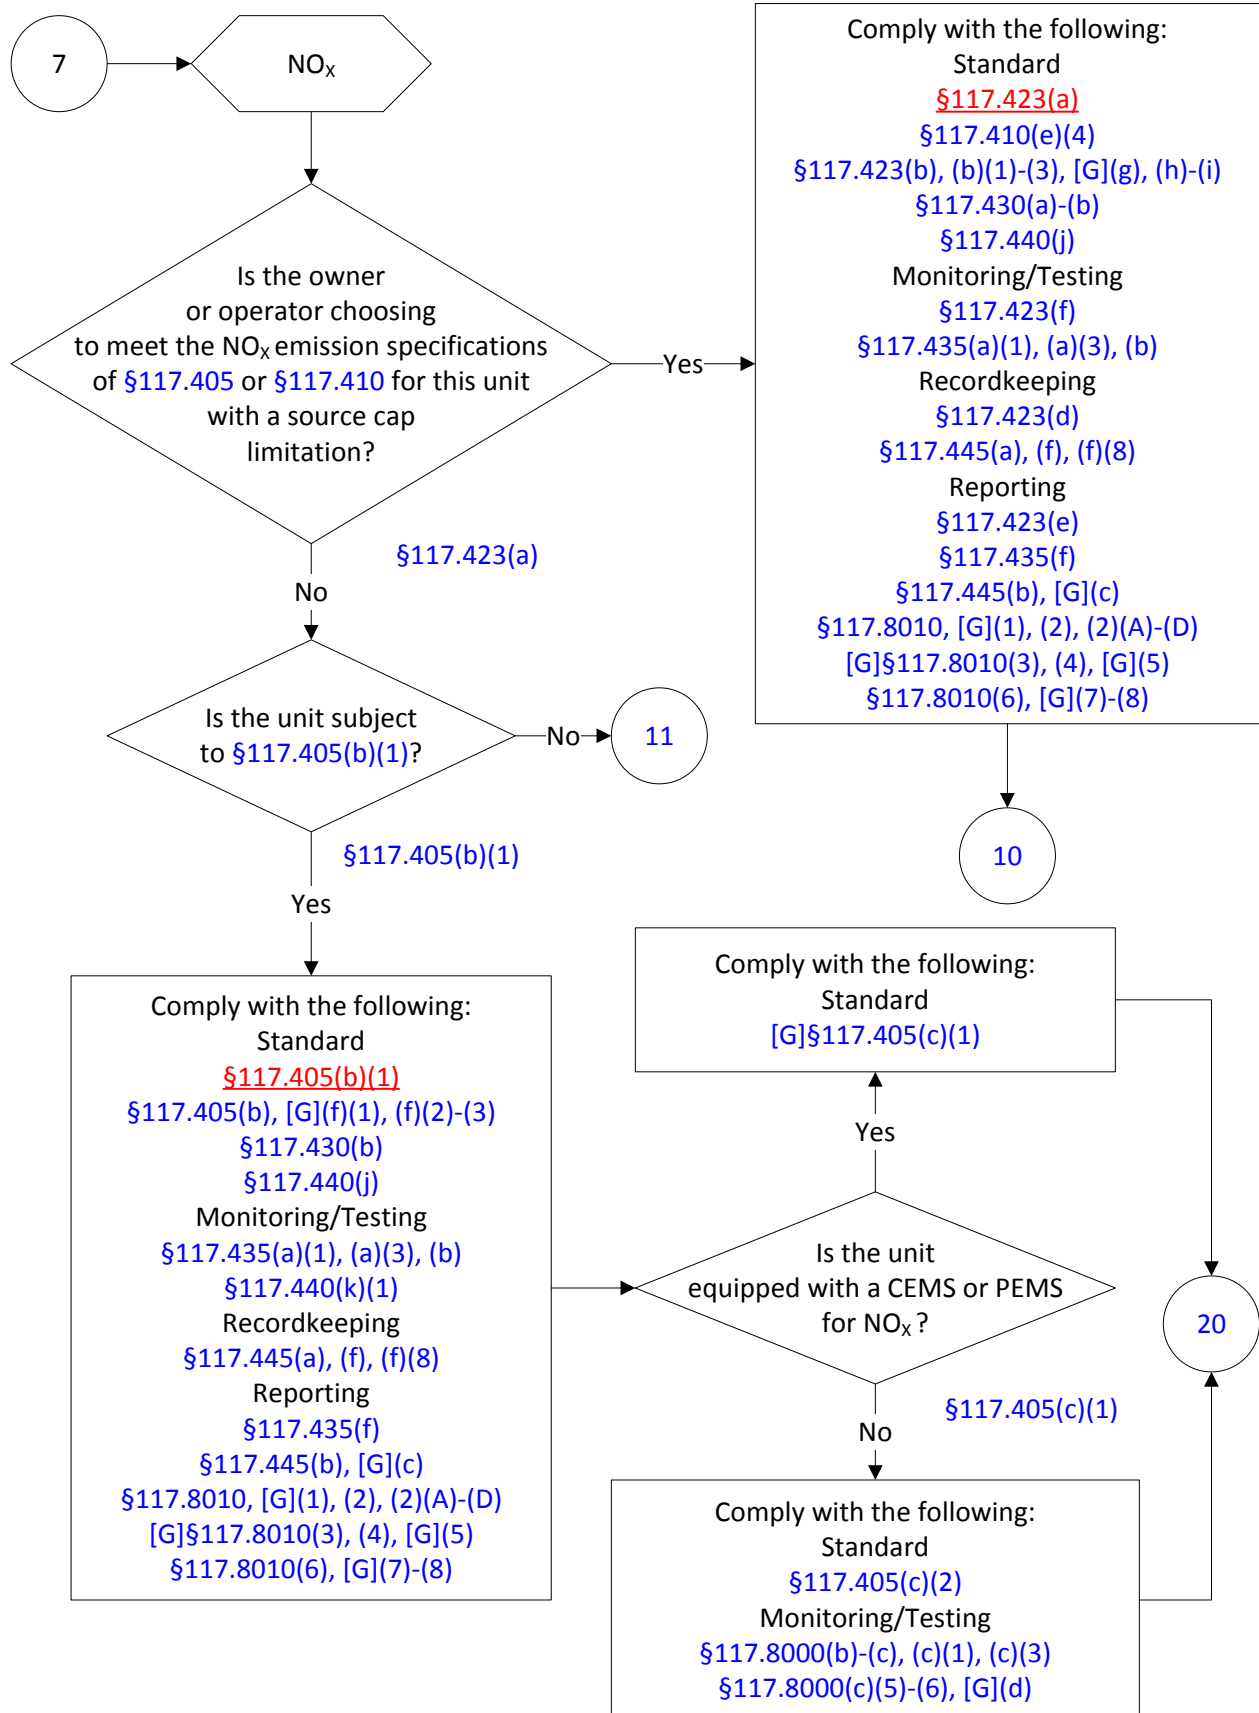 7
NOX
Is the owner
or operator choosing
to meet the NOX emission specifications
of §117.405 or §117.410 for this unit
with a source cap
limitation?
Yes
§117.423(a)
No
Comply with the following:
Standard
§117.423(a)
§117.410(e)(4)
§117.423(b), (b)(1)-(3), [G](g), (h)-(i)
§117.430(a)-(b)
§117.440(j)
Monitoring/Testing
§117.423(f)
§117.435(a)(1), (a)(3), (b)
Recordkeeping
§117.423(d)
§117.445(a), (f), (f)(8)
Reporting
§117.423(e)
§117.435(f)
§117.445(b), [G](c)
§117.8010, [G](1), (2), (2)(A)-(D)
[G]§117.8010(3), (4), [G](5)
§117.8010(6), [G](7)-(8)
10
Is the unit subject
to §117.405(b)(1)?
No
11
§117.405(b)(1)
Yes
Comply with the following:
Standard
§117.405(b)(1)
§117.405(b), [G](f)(1), (f)(2)-(3)
§117.430(b)
§117.440(j)
Monitoring/Testing
§117.435(a)(1), (a)(3), (b)
§117.440(k)(1)
Recordkeeping
§117.445(a), (f), (f)(8)
Reporting
§117.435(f)
§117.445(b), [G](c)
§117.8010, [G](1), (2), (2)(A)-(D)
[G]§117.8010(3), (4), [G](5)
§117.8010(6), [G](7)-(8)
Comply with the following:
Standard
[G]§117.405(c)(1)
Yes
Is the unit
equipped with a CEMS or PEMS
for NOX ?
20
§117.405(c)(1)
No
Comply with the following:
Standard
§117.405(c)(2)
Monitoring/Testing
§117.8000(b)-(c), (c)(1), (c)(3)
§117.8000(c)(5)-(6), [G](d)